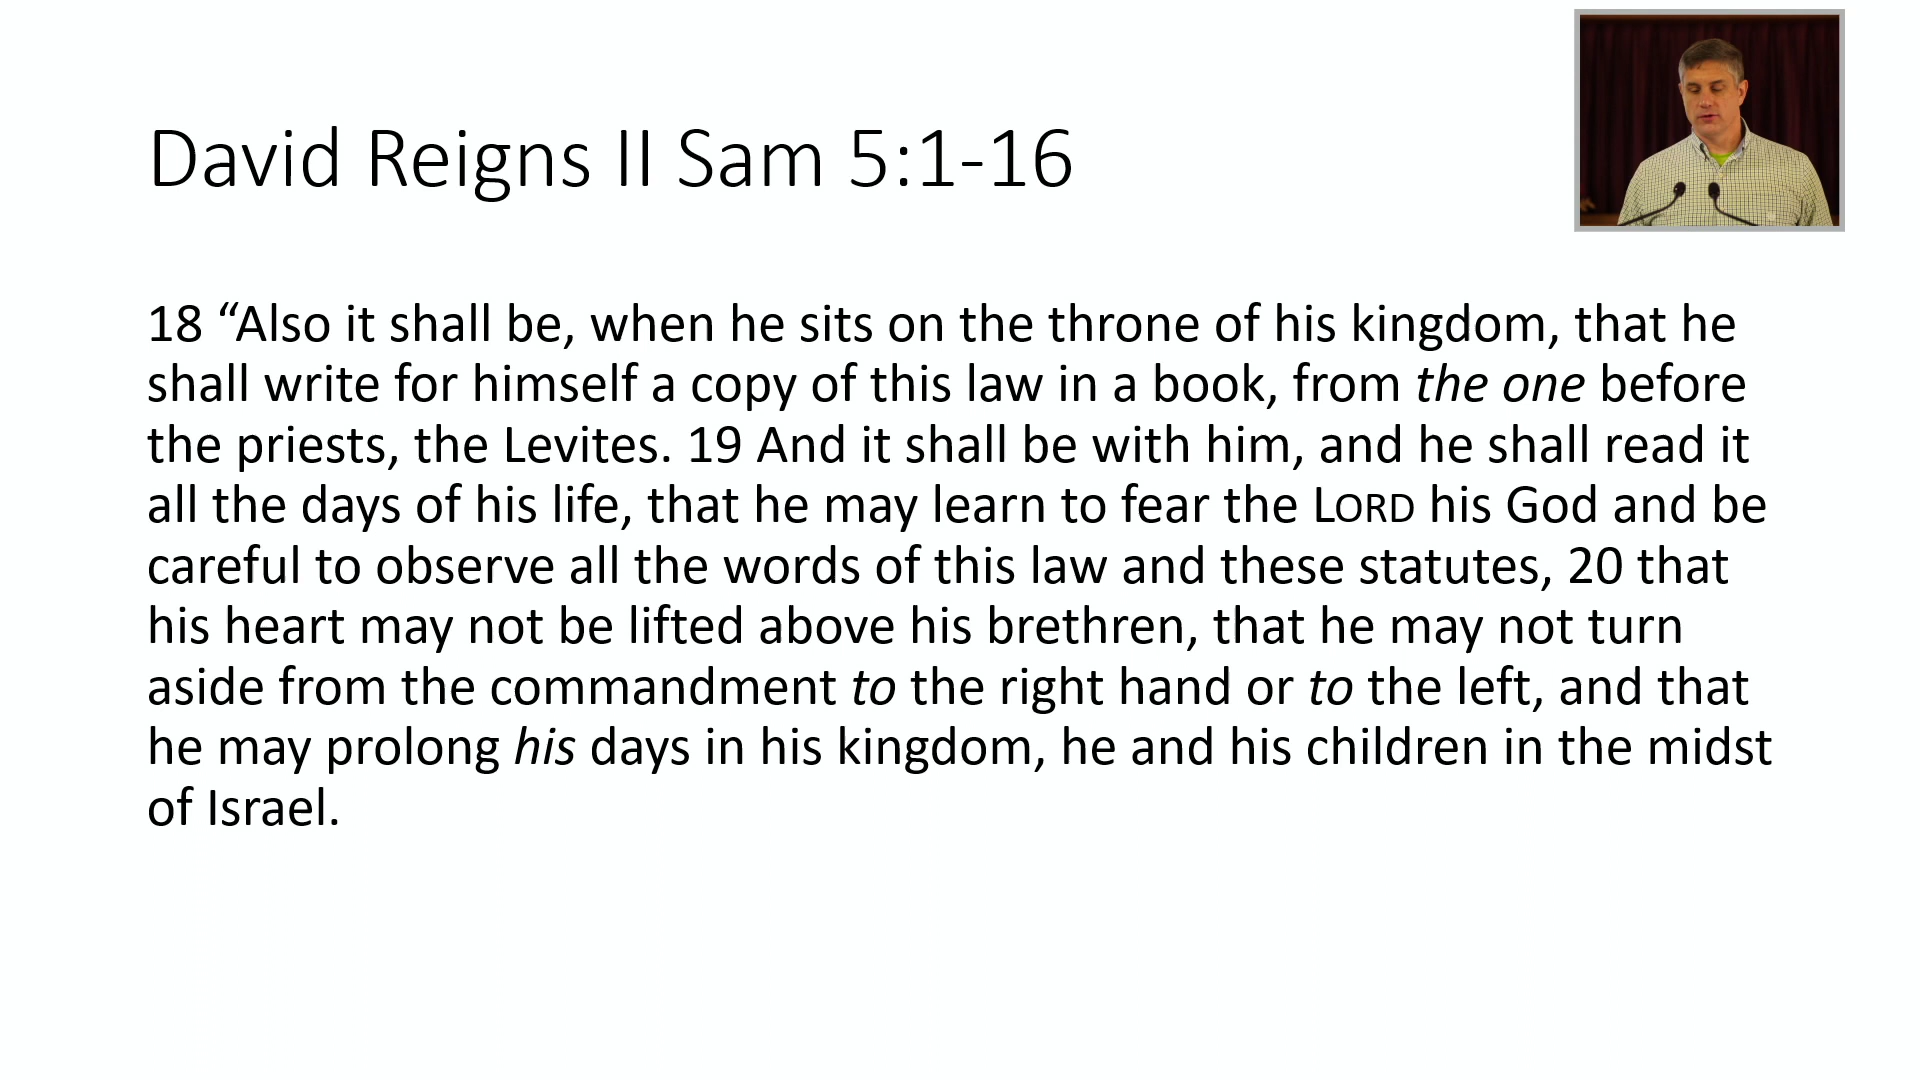 David Reigns II Sam 5:1-16
18 “Also it shall be, when he sits on the throne of his kingdom, that he
shall write for himself a copy of this law in a book, from the one before
the priests, the Levites. 19 And it shall be with him, and he shall read it
all the days of his life, that he may learn to fear the LORD his God and be
careful to observe all the words of this law and these statutes, 20 that
his heart may not be lifted above his brethren, that he may not turn
aside from the commandment to the right hand or to the left, and that
he may prolong his days in his kingdom, he and his children in the midst
of Israel.